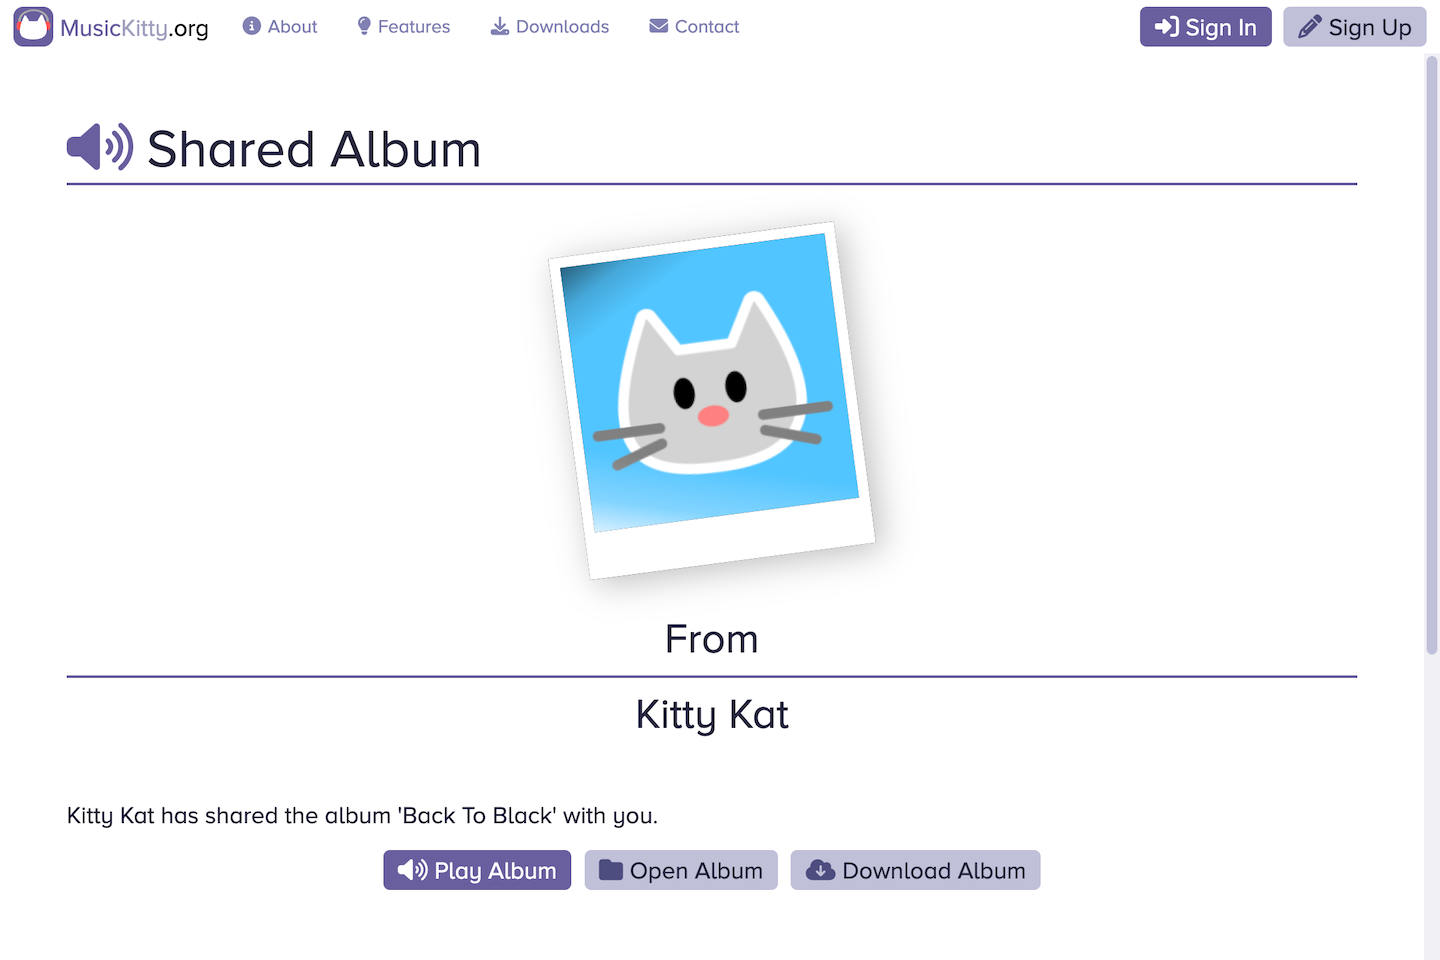 MusicKitty.org About Features Downloads Contact Sign In Sign Up
Shared Album
From
Kitty Kat
Kitty Kat has shared the album 'Back To Black' with you.
Play Album Open Album Download Album